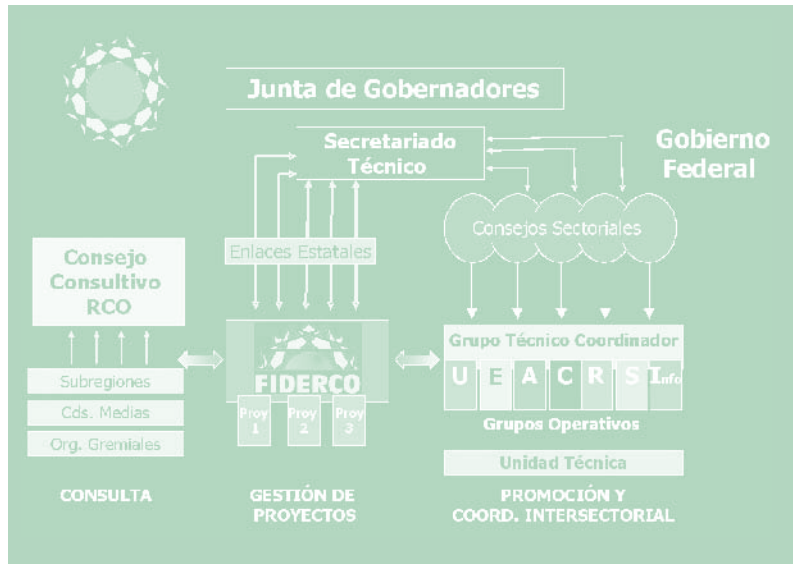 Junta de Gobernadores
Secretariado
Técnico
Gobierno
Federal
Consejos Sectoriales
Enlaces Estatales
Consejo
Consultivo
RCO
Grupo Técnico Coordinador
FIDERCO
U E A C R S Info
Subregiones
Cds. Medias
Org. Gremiales
Proy
1
Proy
2
Proy
3
Grupos Operativos
Unidad Técnica
CONSULTA
GESTIÓN DE
PROYECTOS
PROMOCIÓN Y
COORD. INTERSECTORIAL